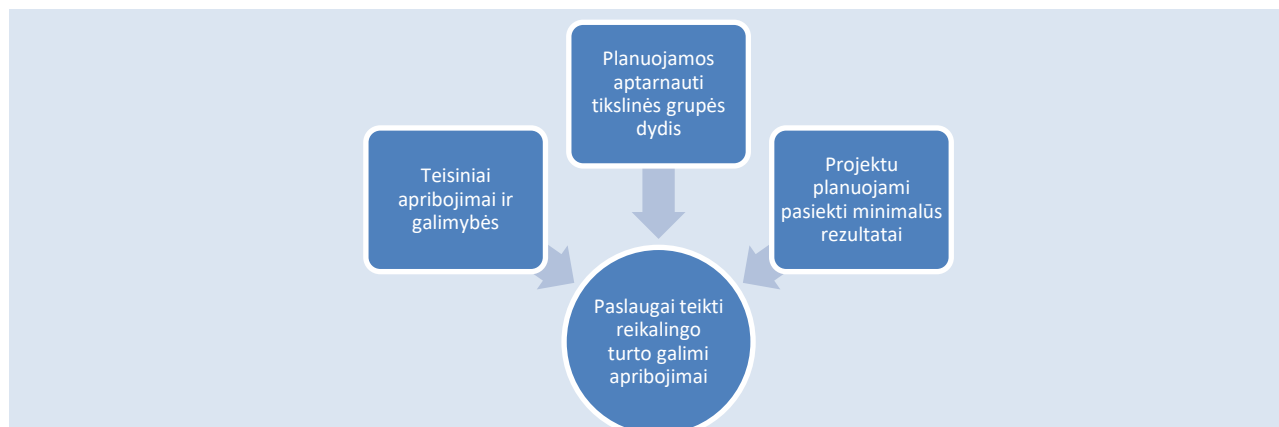 Planuojamos
aptarnauti
tikslinės grupės
dydis
Teisiniai
apribojimai ir
galimybės
Projektu
planuojami
pasiekti minimalūs
rezultatai
Paslaugai teikti
reikalingo
turto galimi
apribojimai